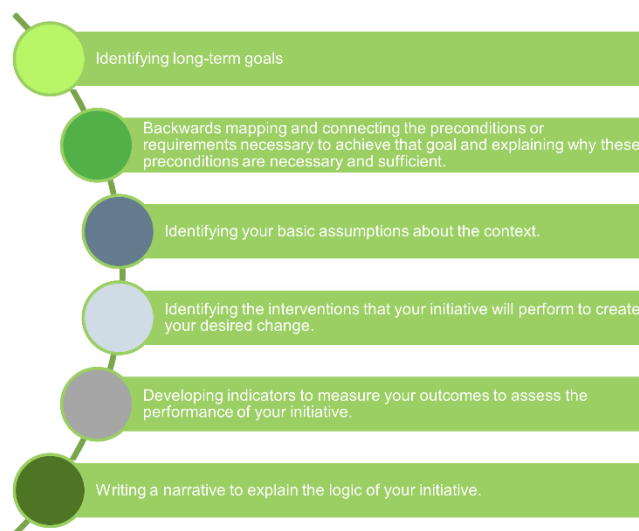 Identifying long-term goals
Backwards mapping and connecting the preconditions or
requirements necessary to achieve that goal and explaining why these
preconditions are necessary and sufficient.
Identifying your basic assumptions about the context.
Identifying the interventions that your initiative will perform to create
your desired change.
Developing indicators to measure your outcomes to assess the
performance of your initiative.
Writing a narrative to explain the logic of your initiative.